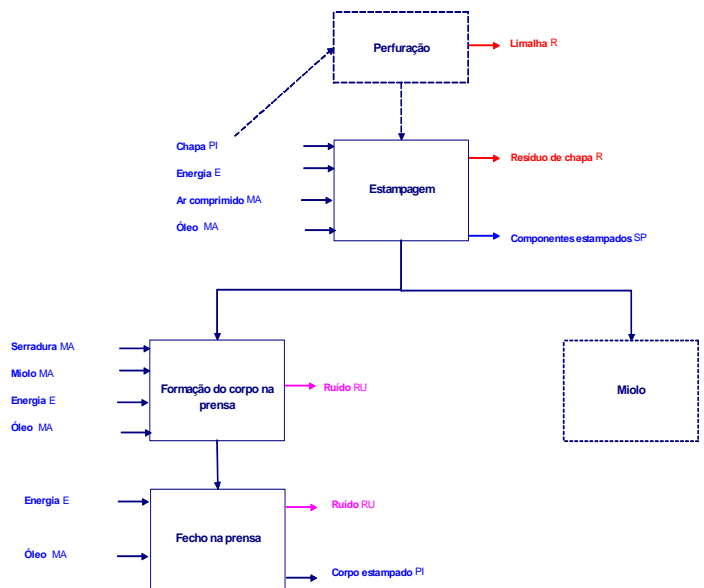 Perfuração
Limalha R
Chapa PI
Energia E
Ar comprimido MA
Óleo MA
Estampagem
Resíduo de chapa R
Componentes estampados SP
Serradura MA
Miolo MA
Energia E
Óleo MA
Formação do corpo na
prensa
Ruído RU
Miolo
Energia E
Óleo MA
Fecho na prensa
Ruído RU
Corpo estampado PI